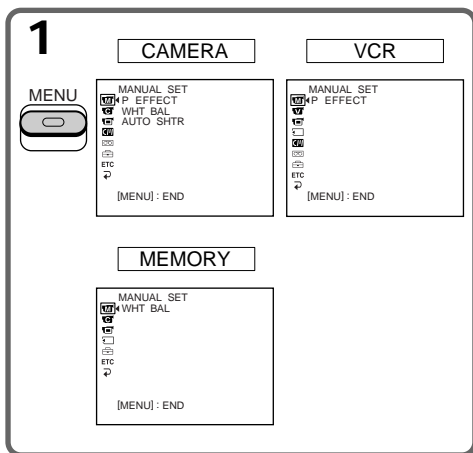 1
CAMERA
VCR
MENU
MANUAL SET
P EFFECT
WHT BAL
AUTO SHTR
ETC
[MENU] : END
MANUAL SET
P EFFECT
ETC
[MENU] : END
MEMORY
MANUAL SET
WHT BAL
ETC
[MENU] : END